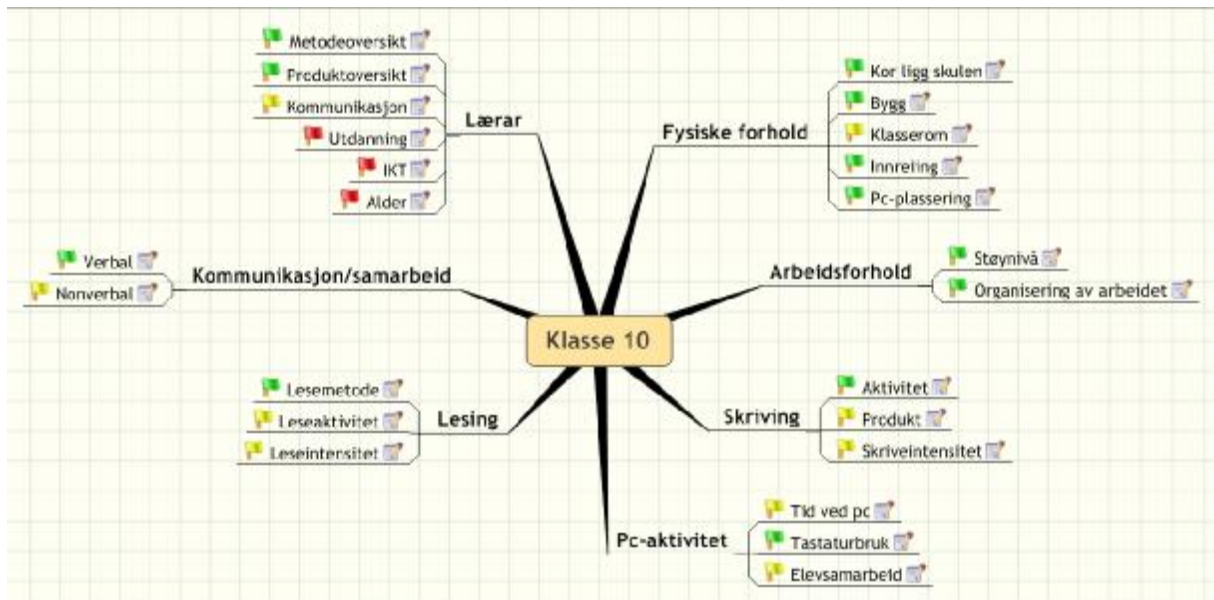 Klasse 10
Lærar
Metodeoversikt
Produktoversikt
Kommunikasjon
Utdanning
IKT
Alder
Fysiske forhold
Kor ligg skulen
Bygg
Klasserom
Innreiing
Pc-plassering
Kommunikasjon/samarbeid
Verbal
Nonverbal
Arbeidsforhold
Støynivå
Organisering av arbeidet
Lesing
Lesemetode
Leseaktivitet
Leseintensitet
Skriving
Aktivitet
Produkt
Skriveintensitet
Pc-aktivitet
Tid ved pc
Tastaturbruk
Elevsamarbeid